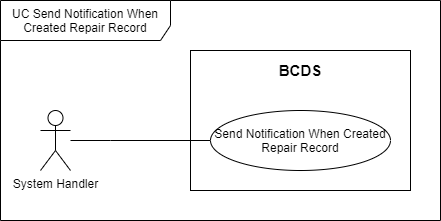 UC Send Notification When
Created Repair Record
BCDS
Send Notification When Created
Repair Record
System Handler